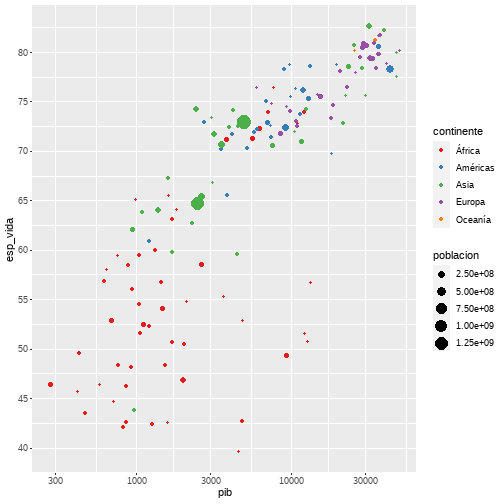 80
75
70
65
60
55
50
45
40
esp_vida
300
1000
3000
10000
30000
pib
continente
África
Américas
Asia
Europa
Oceanía
poblacion
2.50e+08
5.00e+08
7.50e+08
1.00e+09
1.25e+09